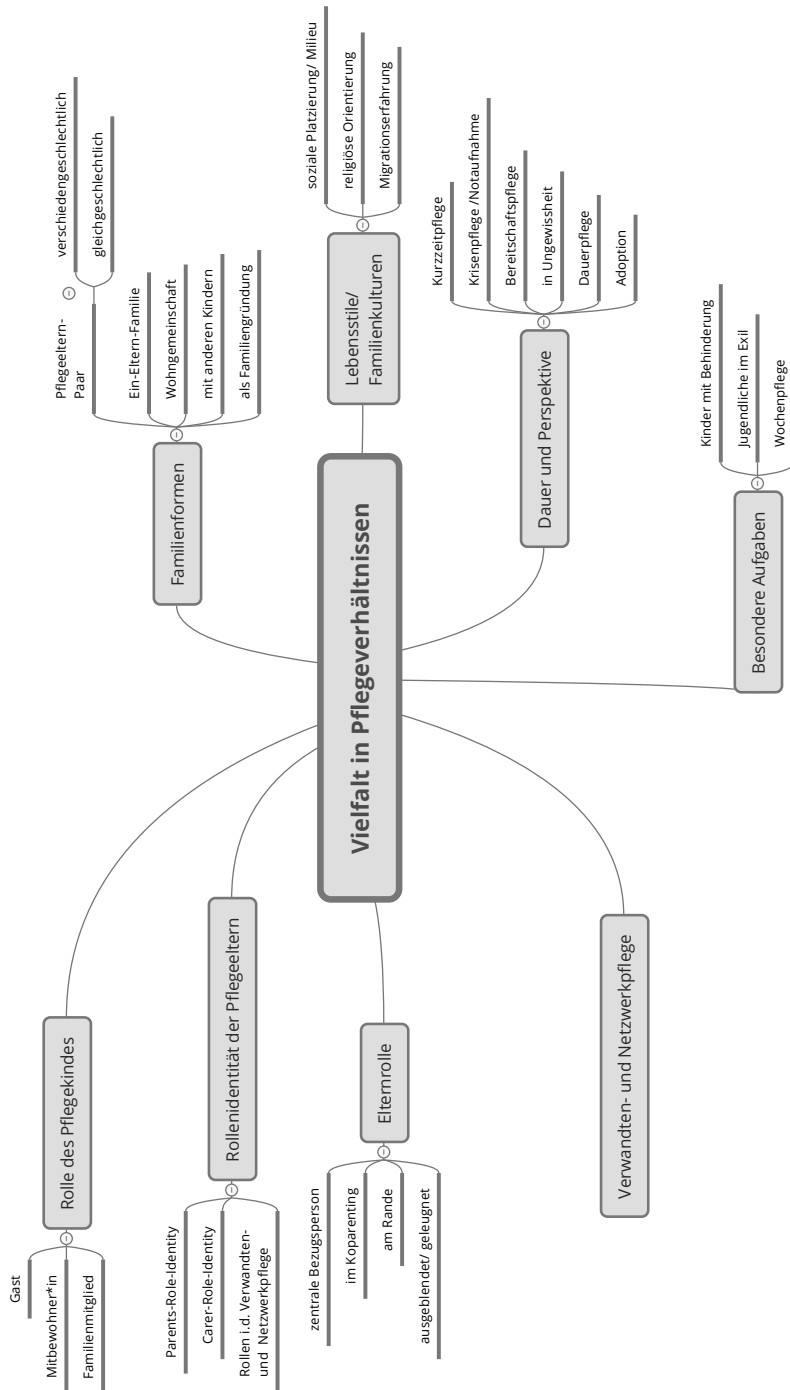 Vielfalt in Pflegeverhältnissen
Rolle des Pflegekindes
Gast
Mitbewohner*in
Familienmitglied
Rollenidentität der Pflegeeltern
Parents-Role-Identity
Carer-Role-Identity
Rollen i.d. Verwandten-
und Netzwerkpflege
Elternrolle
zentrale Bezugsperson
im Koparenting
am Rande
ausgeblendet/ geleugnet
Verwandten- und Netzwerkpflege
Familienformen
Pflegeeltern-
Paar
verschiedengeschlechtlich
gleichgeschlechtlich
Ein-Eltern-Familie
Wohngemeinschaft
mit anderen Kindern
als Familiengründung
Lebensstile/
Familienkulturen
soziale Platzierung/ Milieu
religiöse Orientierung
Migrationserfahrung
Dauer und Perspektive
Kurzzeitpflege
Krisenpflege /Notaufnahme
Bereitschaftspflege
in Ungewissheit
Dauerpflege
Adoption
Besondere Aufgaben
Kinder mit Behinderung
Jugendliche im Exil
Wochenpflege